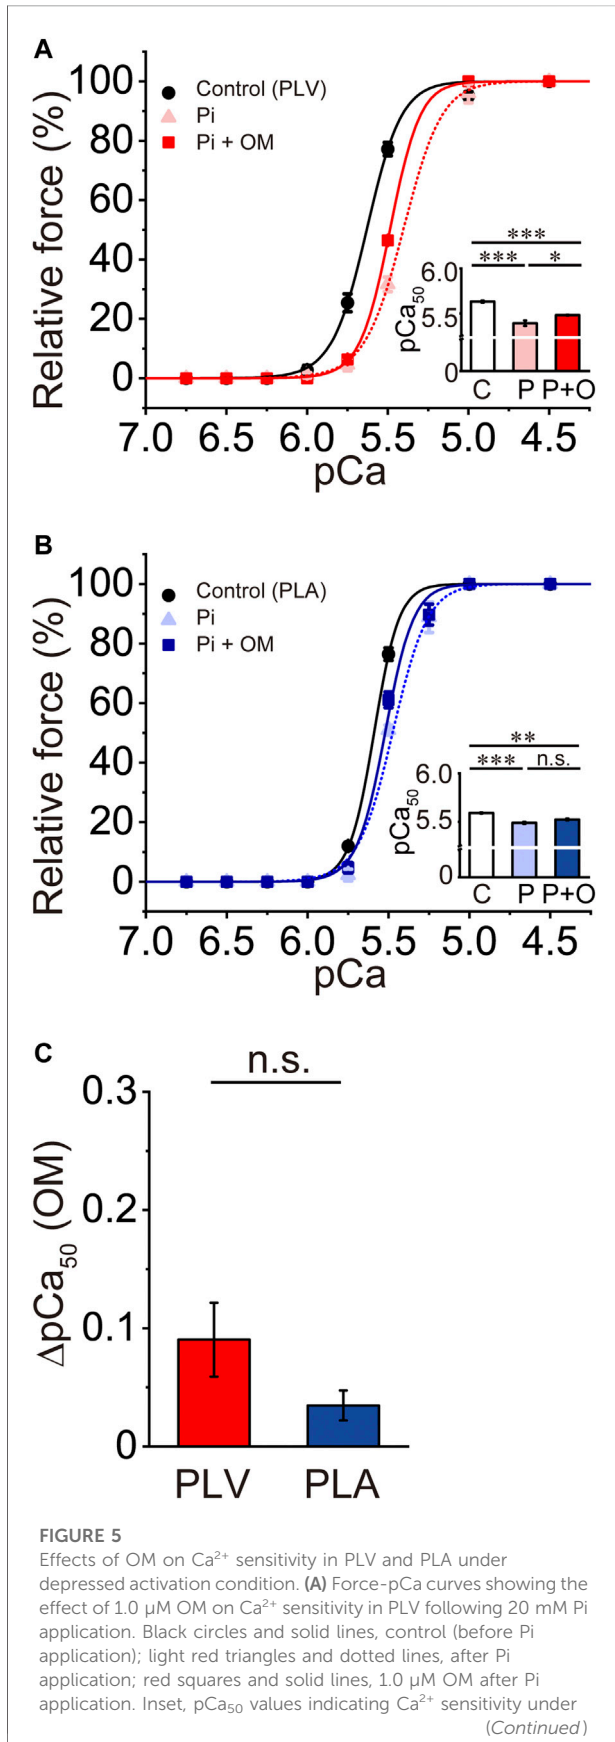 A
Relative force (%)
100
80
60
40
20
0
Control (PLV)
Pi
Pi + OM
***
***
*
pCa50
6.0
5.5
0
C P P+O
7.0 6.5 6.0 5.5 5.0 4.5
pCa
B
Relative force (%)
100
80
60
40
20
0
Control (PLA)
Pi
Pi + OM
**
***
n.s.
pCa50
6.0
5.5
0
C P P+O
7.0 6.5 6.0 5.5 5.0 4.5
pCa
C
n.s.
ΔpCa50 (OM)
0.3
0.2
0.1
0
PLV PLA
FIGURE 5
Effects of OM on Ca2+ sensitivity in PLV and PLA under
depressed activation condition. (A) Force-pCa curves showing the
effect of 1.0 μM OM on Ca2+ sensitivity in PLV following 20 mM Pi
application. Black circles and solid lines, control (before Pi
application); light red triangles and dotted lines, after Pi
application; red squares and solid lines, 1.0 μM OM after Pi
application. Inset, pCa50 values indicating Ca2+ sensitivity under
(Continued)